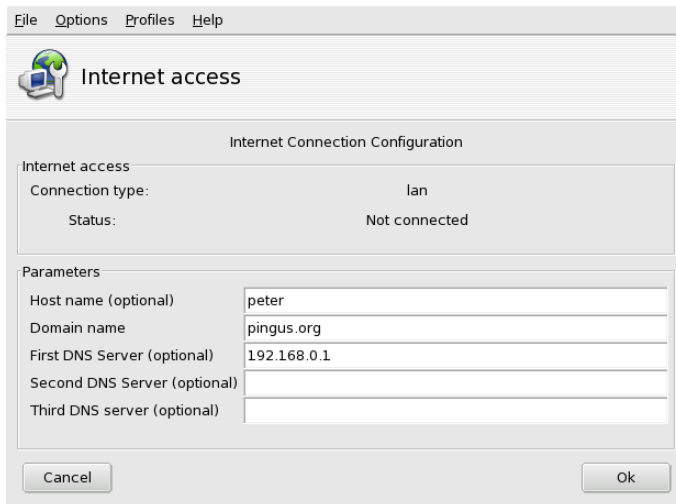 File Options Profiles Help
Internet access
Internet Connection Configuration
Internet access
Connection type: lan
Status: Not connected
Parameters
Host name (optional) peter
Domain name pingus.org
First DNS Server (optional) 192.168.0.1
Second DNS Server (optional)
Third DNS server (optional)
Cancel Ok